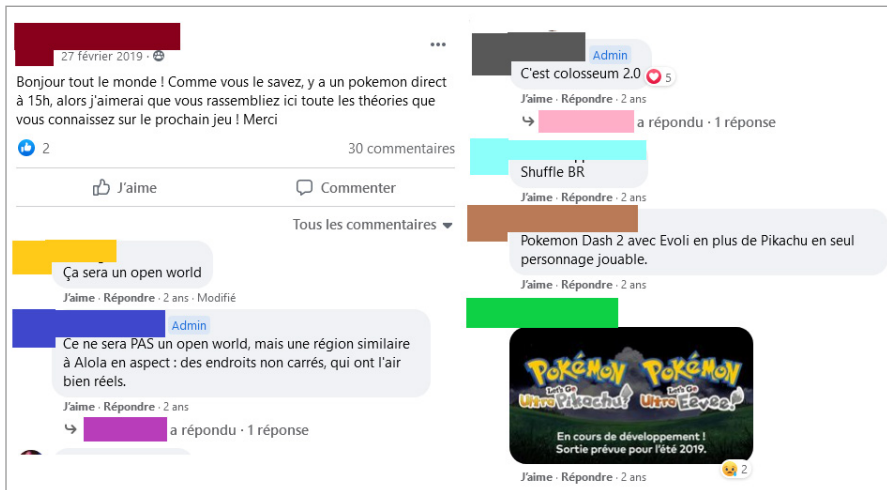 27 février 2019
Bonjour tout le monde ! Comme vous le savez, y a un pokemon direct
à 15h, alors j'aimerai que vous rassembliez ici toute les théories que
vous connaissez sur le prochain jeu ! Merci
2
30 commentaires
J'aime
Commenter
Tous les commentaires
Ça sera un open world
J'aime · Répondre · 2 ans · Modifié
Admin
Ce ne sera PAS un open world, mais une région similaire
à Alola en aspect : des endroits non carrés, qui ont l'air
bien réels.
J'aime · Répondre · 2 ans
a répondu · 1 réponse
Admin
C'est colosseum 2.0
5
J'aime · Répondre · 2 ans
a répondu · 1 réponse
Shuffle BR
J'aime · Répondre · 2 ans
Pokemon Dash 2 avec Evoli en plus de Pikachu en seul
personnage jouable.
J'aime · Répondre · 2 ans
POKÉMON POKÉMON
Let's Go Let's Go
Ultra Pikachu! Ultra Eevee!
En cours de développement !
Sortie prévue pour l'été 2019.
2
J'aime · Répondre · 2 ans